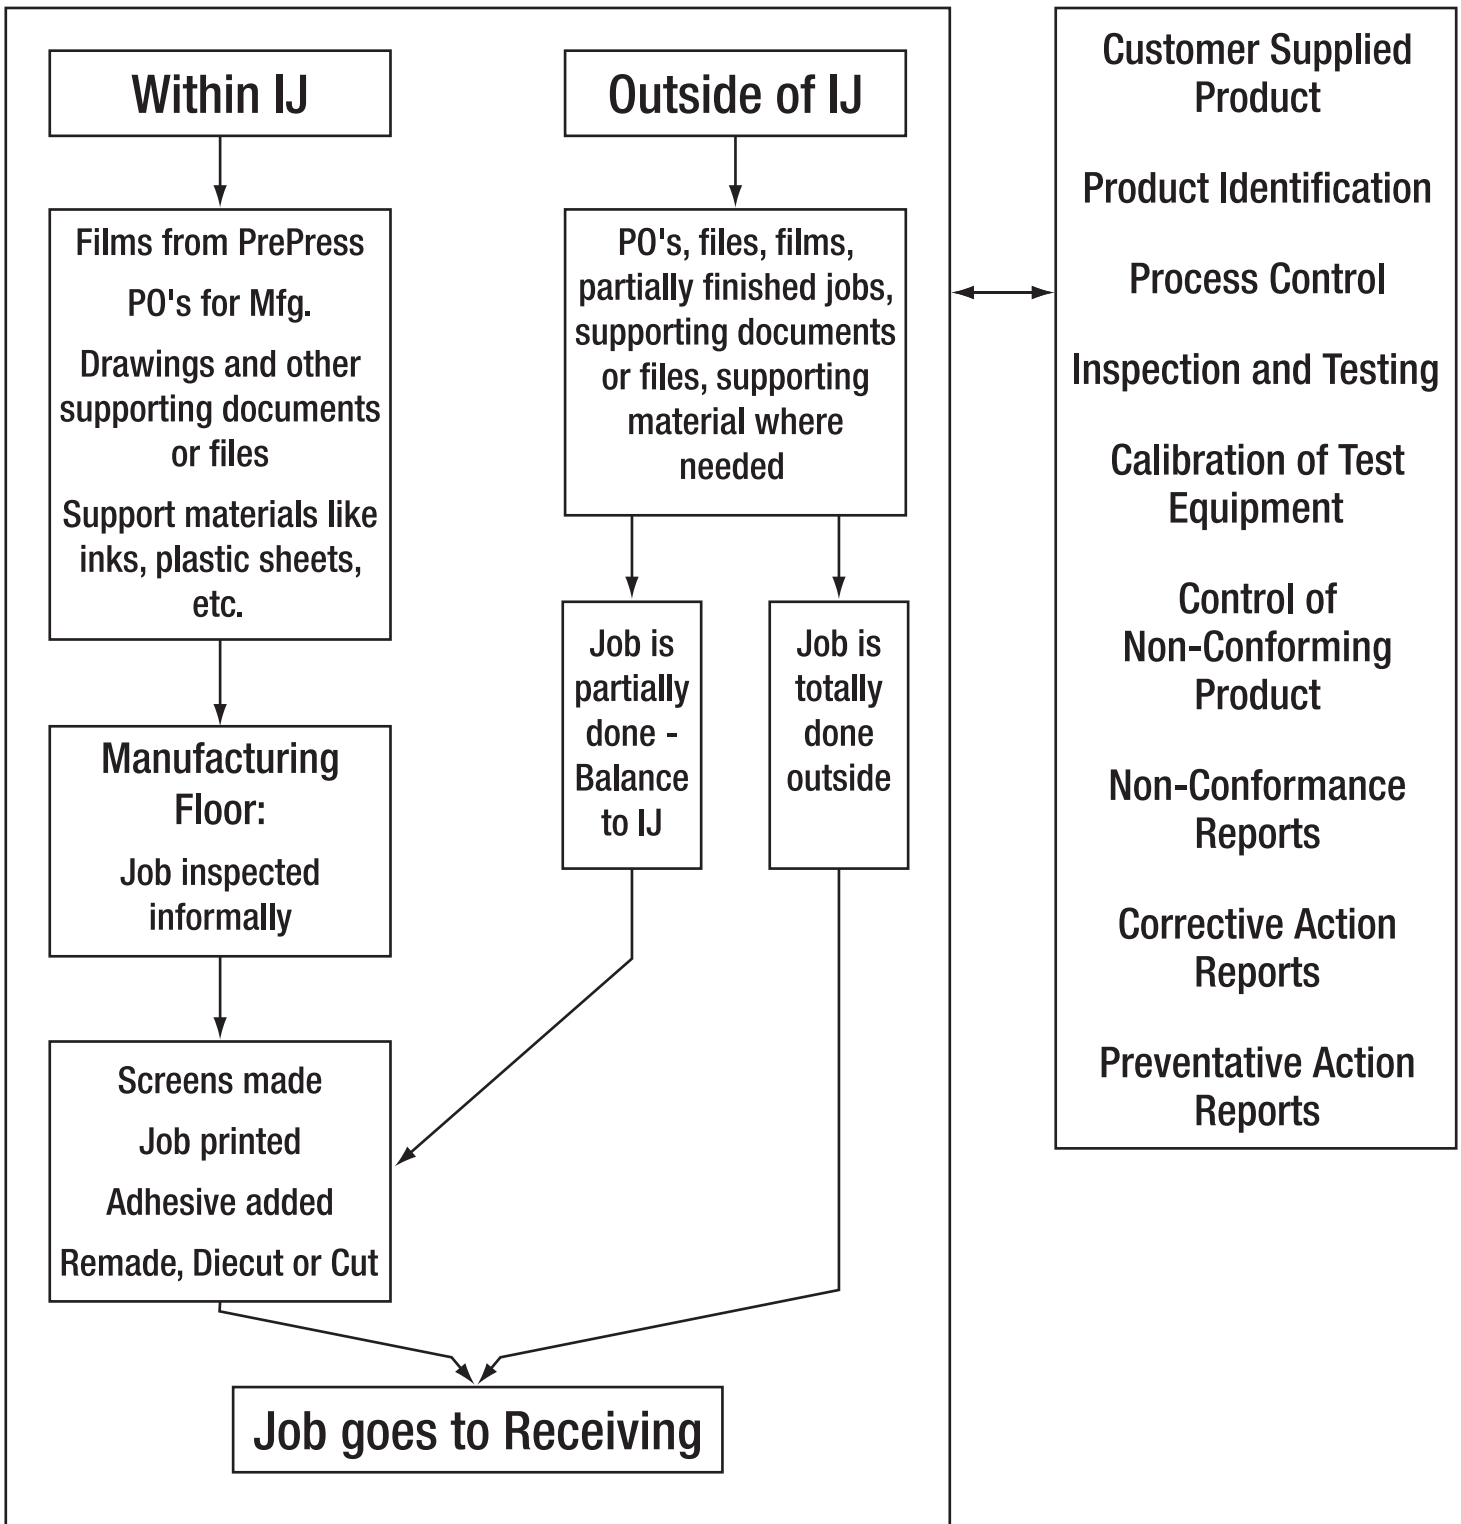 Within IJ
Films from PrePress
PO's for Mfg.
Drawings and other
supporting documents
or files
Support materials like
inks, plastic sheets,
etc.
Manufacturing
Floor:
Job inspected
informally
Screens made
Job printed
Adhesive added
Remade, Diecut or Cut
Outside of IJ
PO's, files, films,
partially finished jobs,
supporting documents
or files, supporting
material where
needed
Job is
partially
done -
Balance
to IJ
Job is
totally
done
outside
Job goes to Receiving
Customer Supplied
Product
Product Identification
Process Control
Inspection and Testing
Calibration of Test
Equipment
Control of
Non-Conforming
Product
Non-Conformance
Reports
Corrective Action
Reports
Preventative Action
Reports